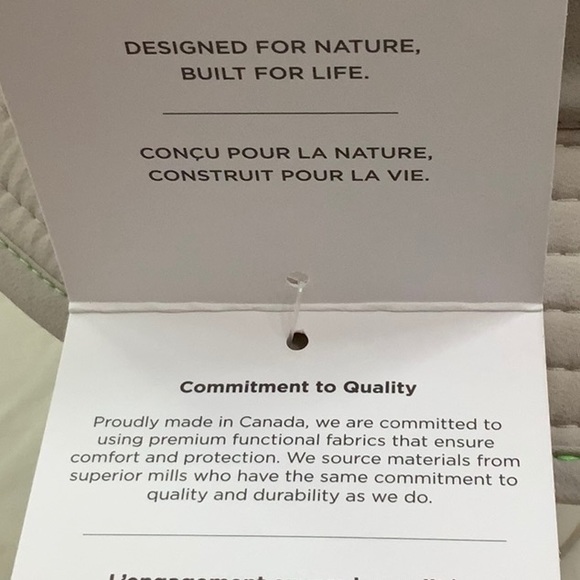 DESIGNED FOR NATURE,
BUILT FOR LIFE.
CONÇU POUR LA NATURE,
CONSTRUIT POUR LA VIE.
Commitment to Quality
Proudly made in Canada, we are committed to
using premium functional fabrics that ensure
comfort and protection. We source materials from
superior mills who have the same commitment to
quality and durability as we do.
L'engagement